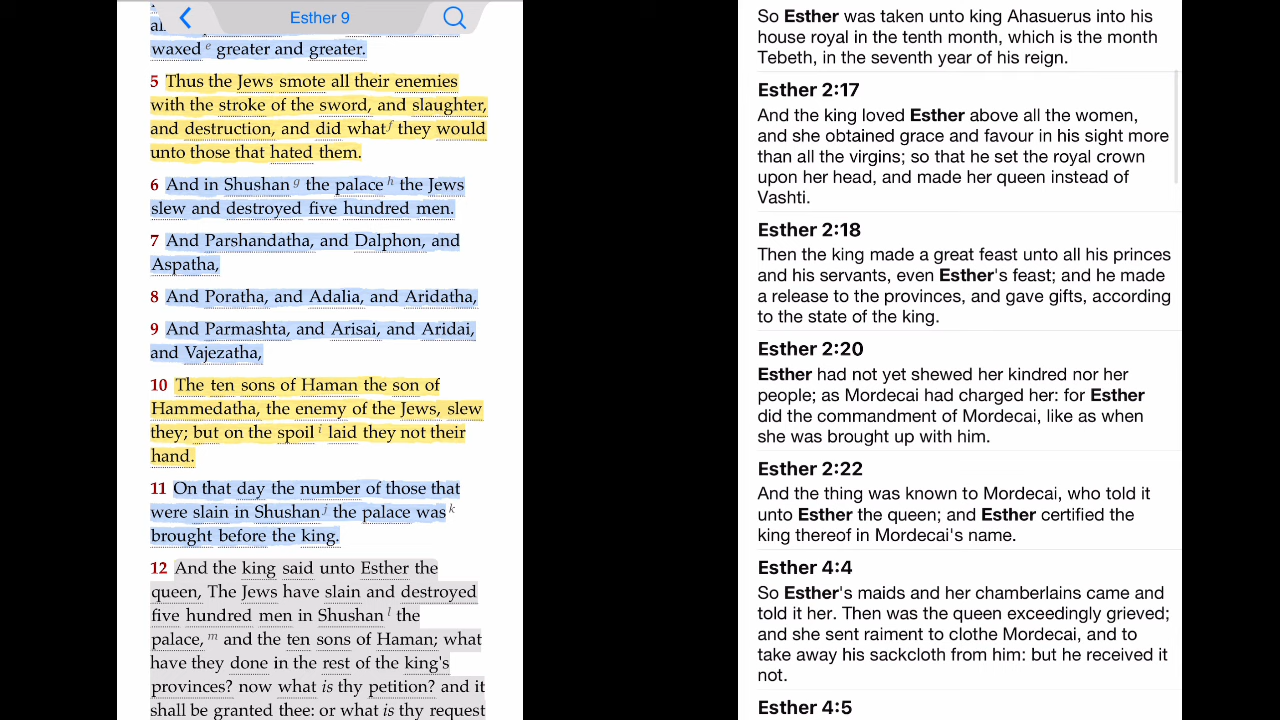 Esther 9
al
waxed e greater and greater.
5 Thus the Jews smote all their enemies
with the stroke of the sword, and slaughter,
and destruction, and did what f they would
unto those that hated them.
6 And in Shushan g the palace h the Jews
slew and destroyed five hundred men.
7 And Parshandatha, and Dalphon, and
Aspatha,
8 And Poratha, and Adalia, and Aridatha,
9 And Parmashta, and Arisai, and Aridai,
and Vajezatha,
10 The ten sons of Haman the son of
Hammedatha, the enemy of the Jews, slew
they; but on the spoil i laid they not their
hand.
11 On that day the number of those that
were slain in Shushan j the palace was k
brought before the king.
12 And the king said unto Esther the
queen, The Jews have slain and destroyed
five hundred men in Shushan l the
palace, m and the ten sons of Haman; what
have they done in the rest of the king's
provinces? now what is thy petition? and it
shall be granted thee: or what is thy request
So Esther was taken unto king Ahasuerus into his
house royal in the tenth month, which is the month
Tebeth, in the seventh year of his reign.
Esther 2:17
And the king loved Esther above all the women,
and she obtained grace and favour in his sight more
than all the virgins; so that he set the royal crown
upon her head, and made her queen instead of
Vashti.
Esther 2:18
Then the king made a great feast unto all his princes
and his servants, even Esther's feast; and he made
a release to the provinces, and gave gifts, according
to the state of the king.
Esther 2:20
Esther had not yet shewed her kindred nor her
people; as Mordecai had charged her: for Esther
did the commandment of Mordecai, like as when
she was brought up with him.
Esther 2:22
And the thing was known to Mordecai, who told it
unto Esther the queen; and Esther certified the
king thereof in Mordecai's name.
Esther 4:4
So Esther's maids and her chamberlains came and
told it her. Then was the queen exceedingly grieved;
and she sent raiment to clothe Mordecai, and to
take away his sackcloth from him: but he received it
not.
Esther 4:5